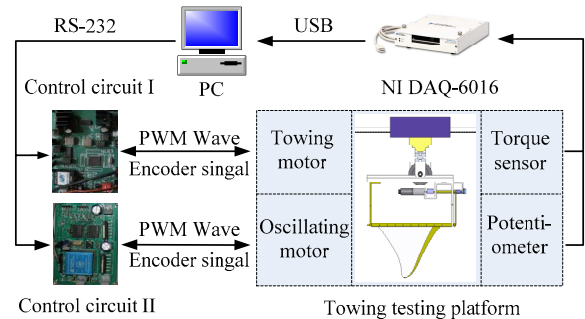 RS-232
USB
Control circuit I
PC
NI DAQ-6016
PWM Wave
Encoder singal
Towing
motor
Torque
sensor
PWM Wave
Encoder singal
Oscillating
motor
Potenti-
ometer
Control circuit II
Towing testing platform